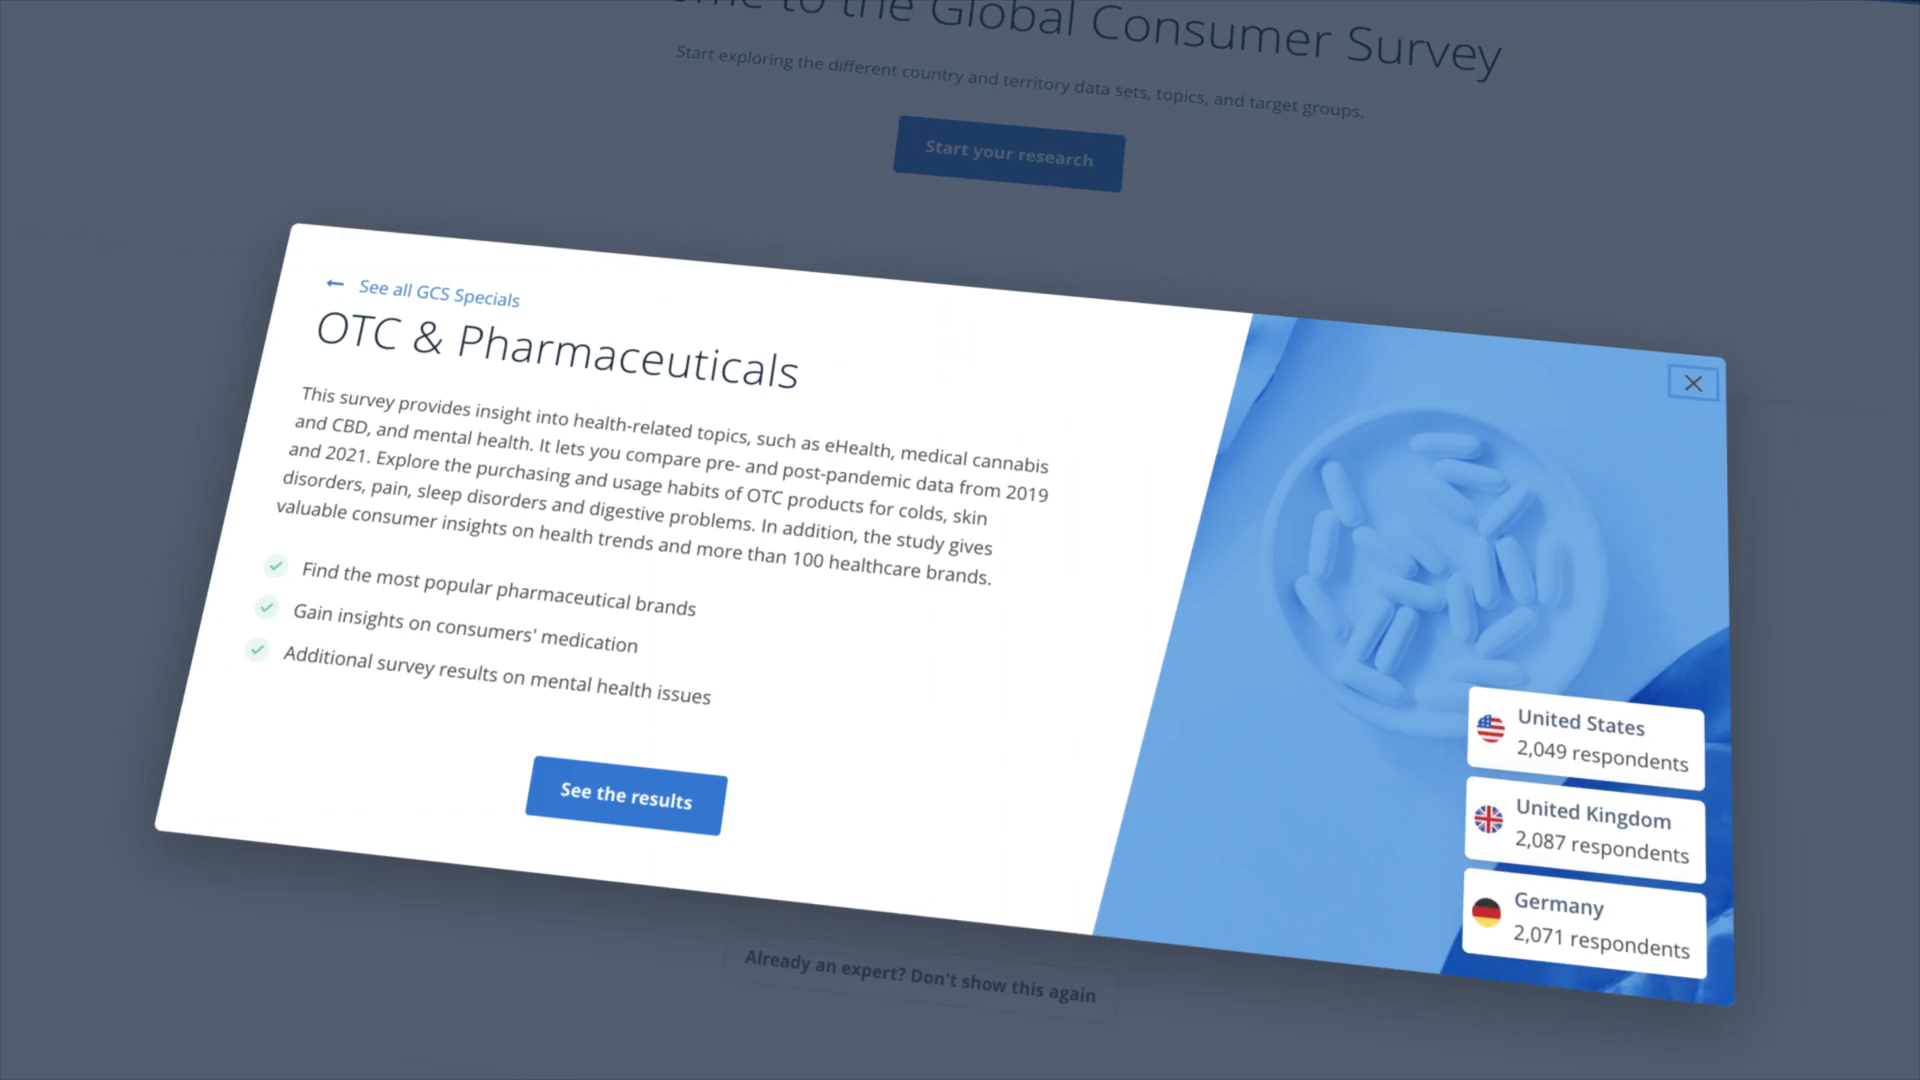 to the Global Consumer Survey
Start exploring the different country and territory data sets, topics, and target groups.
Start your research
See all GCS Specials
OTC & Pharmaceuticals
This survey provides insight into health-related topics, such as eHealth, medical cannabis
and CBD, and mental health. It lets you compare pre- and post-pandemic data from 2019
and 2021. Explore the purchasing and usage habits of OTC products for colds, skin
disorders, pain, sleep disorders and digestive problems. In addition, the study gives
valuable consumer insights on health trends and more than 100 healthcare brands.
Find the most popular pharmaceutical brands
Gain insights on consumers' medication
Additional survey results on mental health issues
See the results
United States
2,049 respondents
United Kingdom
2,087 respondents
Germany
2,071 respondents
Already an expert? Don't show this again